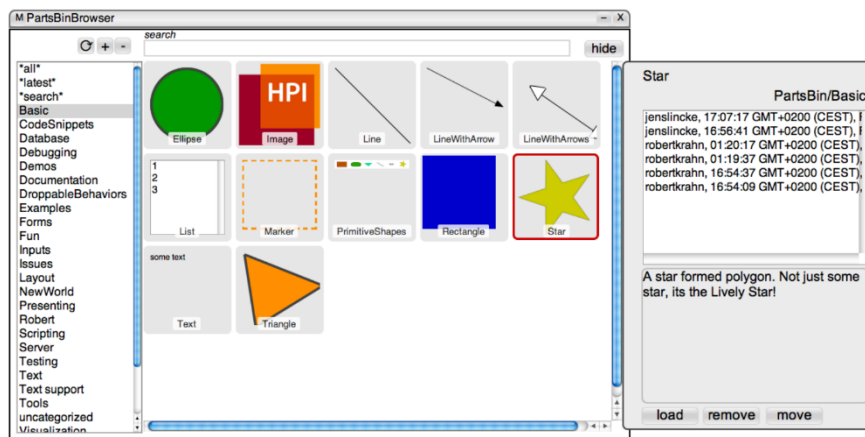 M PartsBinBrowser - X
search
+ -
hide
*all*
*latest*
*search*
Basic
CodeSnippets
Database
Debugging
Demos
Documentation
DroppableBehaviors
Examples
Forms
Fun
Inputs
Issues
Layout
NewWorld
Presenting
Robert
Scripting
Server
Testing
Text
Text support
Tools
uncategorized
Visualization
HPI
Ellipse
Image
Line
LineWithArrow
LineWithArrows
1
2
3
List
Marker
PrimitiveShapes
Rectangle
Star
some text
Text
Triangle
Star
PartsBin/Basic
jenslincke, 17:07:17 GMT+0200 (CEST),
jenslincke, 16:56:41 GMT+0200 (CEST),
robertkrahn, 01:20:17 GMT+0200 (CEST),
robertkrahn, 01:19:37 GMT+0200 (CEST),
robertkrahn, 16:54:37 GMT+0200 (CEST),
robertkrahn, 16:54:09 GMT+0200 (CEST),
A star formed polygon. Not just some
star, its the Lively Star!
load remove move